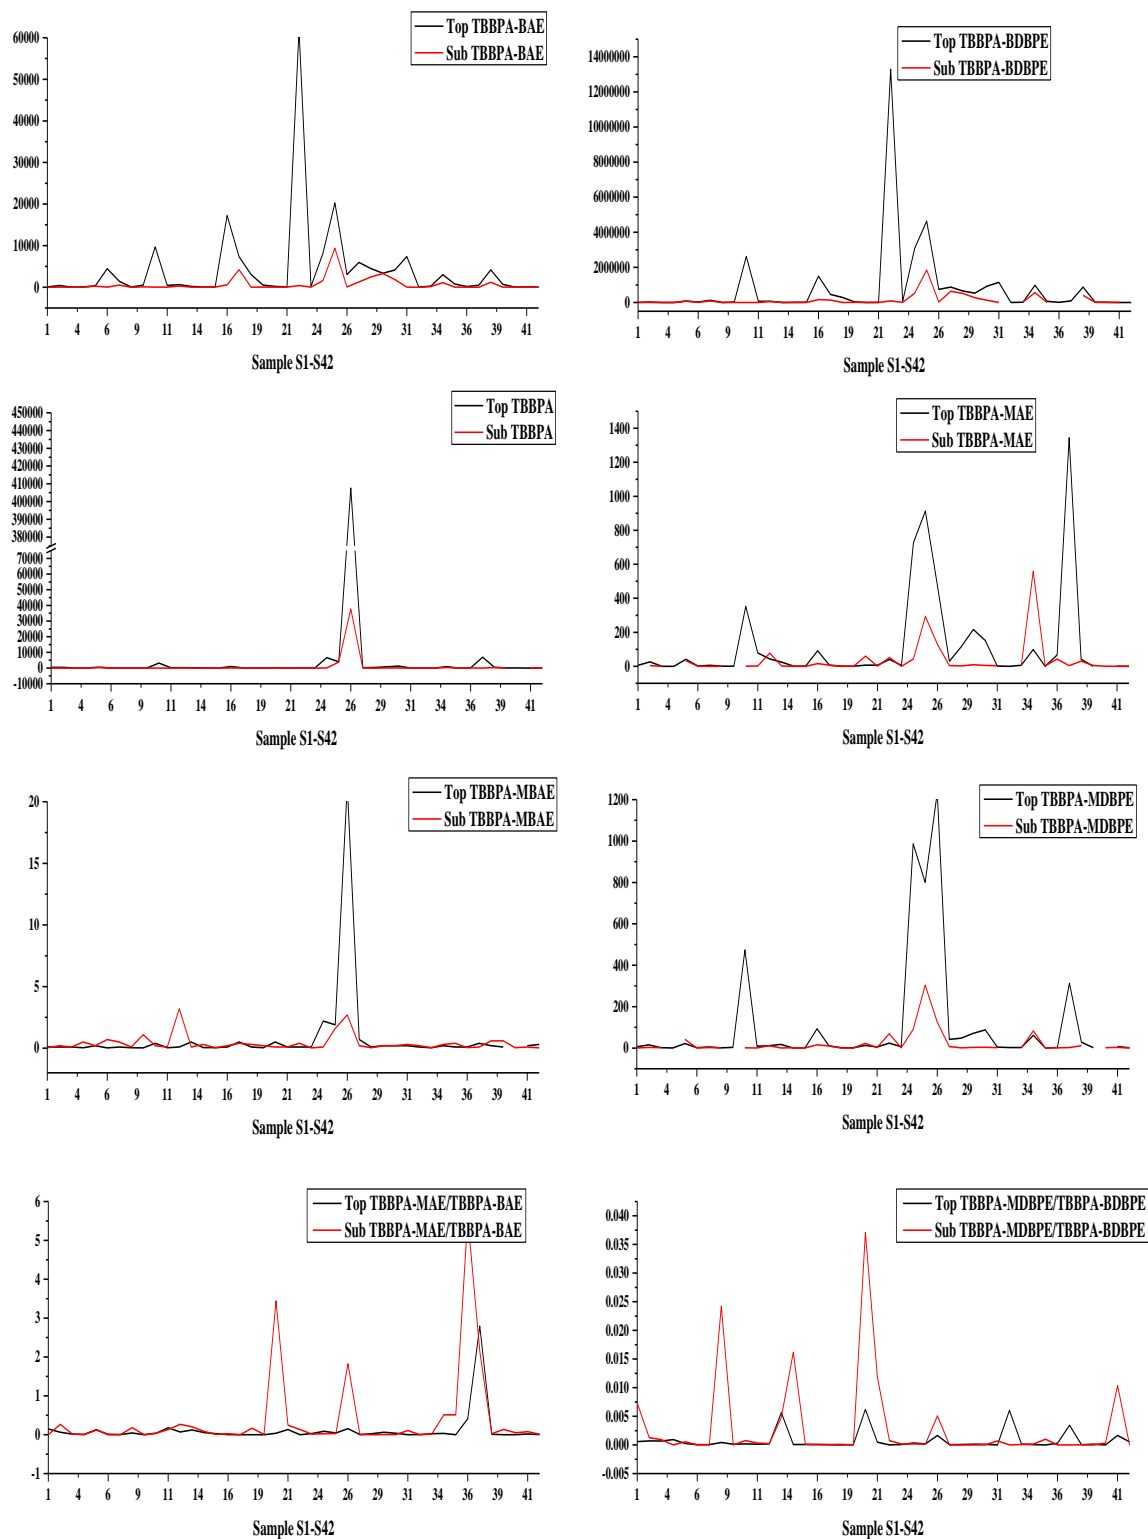 Top TBBPA-BAE
Sub TBBPA-BAE
60000
50000
40000
30000
20000
10000
0
1 4 6 9 11 14 16 19 21 24 26 29 31 34 36 39 41
Sample S1-S42
Top TBBPA-BDBPE
Sub TBBPA-BDBPE
14000000
12000000
10000000
8000000
6000000
4000000
2000000
0
1 4 6 9 11 14 16 19 21 24 26 29 31 34 36 39 41
Sample S1-S42
Top TBBPA
Sub TBBPA
450000
440000
430000
420000
410000
400000
390000
380000
70000
60000
50000
40000
30000
20000
10000
0
-10000
1 4 6 9 11 14 16 19 21 24 26 29 31 34 36 39 41
Sample S1-S42
Top TBBPA-MAE
Sub TBBPA-MAE
1400
1200
1000
800
600
400
200
0
1 4 6 9 11 14 16 19 21 24 26 29 31 34 36 39 41
Sample S1-S42
Top TBBPA-MBAE
Sub TBBPA-MBAE
20
15
10
5
0
1 4 6 9 11 14 16 19 21 24 26 29 31 34 36 39 41
Sample S1-S42
Top TBBPA-MDBPE
Sub TBBPA-MDBPE
1200
1000
800
600
400
200
0
1 4 6 9 11 14 16 19 21 24 26 29 31 34 36 39 41
Sample S1-S42
Top TBBPA-MAE/TBBPA-BAE
Sub TBBPA-MAE/TBBPA-BAE
6
5
4
3
2
1
0
-1
1 4 6 9 11 14 16 19 21 24 26 29 31 34 36 39 41
Sample S1-S42
Top TBBPA-MDBPE/TBBPA-BDBPE
Sub TBBPA-MDBPE/TBBPA-BDBPE
0.040
0.035
0.030
0.025
0.020
0.015
0.010
0.005
0.000
-0.005
1 4 6 9 11 14 16 19 21 24 26 29 31 34 36 39 41
Sample S1-S42